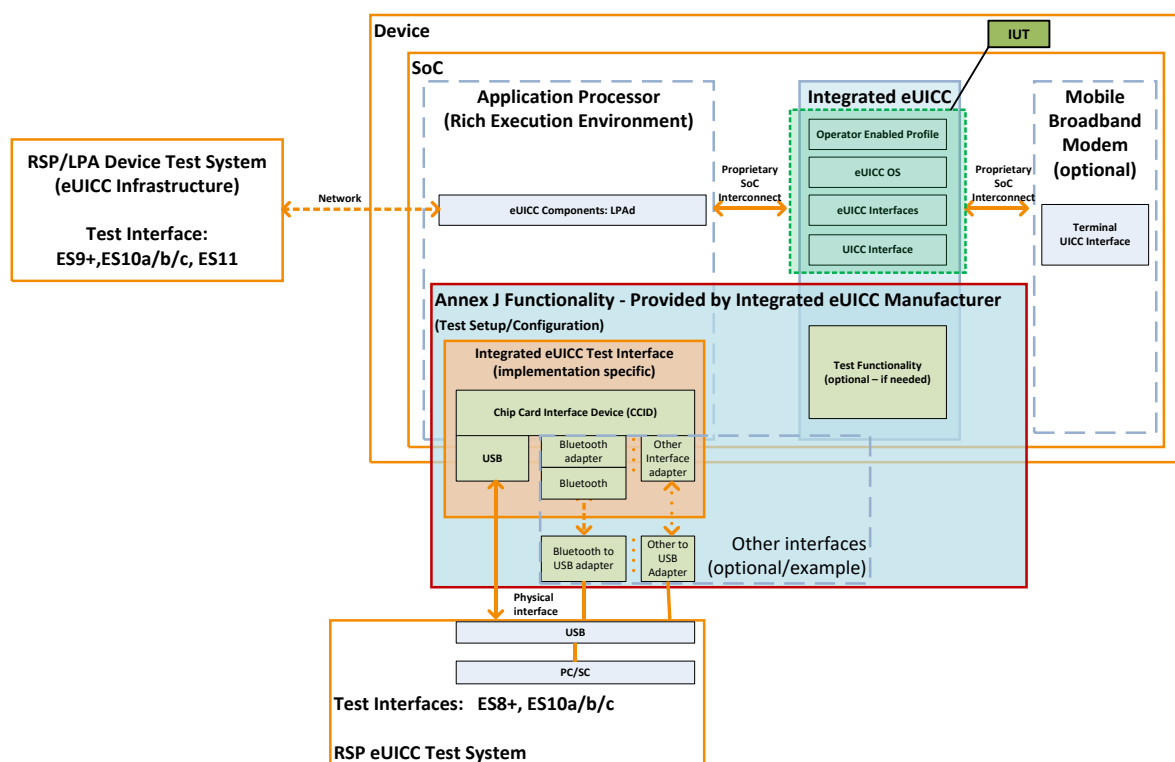 Device
IUT
SoC
Application Processor
(Rich Execution Environment)
Integrated eUICC
Mobile
Broadband
Modem
(optional)
RSP/LPA Device Test System
(eUICC Infrastructure)
Test Interface:
ES9+,ES10a/b/c, ES11
Network
eUICC Components: LPAd
Proprietary
SoC
Interconnect
Operator Enabled Profile
eUICC OS
eUICC Interfaces
UICC Interface
Proprietary
SoC
Interconnect
Terminal
UICC Interface
Annex J Functionality - Provided by Integrated eUICC Manufacturer
(Test Setup/Configuration)
Integrated eUICC Test Interface
(implementation specific)
Test Functionality
(optional – if needed)
Chip Card Interface Device (CCID)
USB
Bluetooth
adapter
Bluetooth
Other
Interface
adapter
Bluetooth to
USB adapter
Other to
USB
Adapter
Other interfaces
(optional/example)
Physical
interface
USB
PC/SC
Test Interfaces: ES8+, ES10a/b/c
RSP eUICC Test System